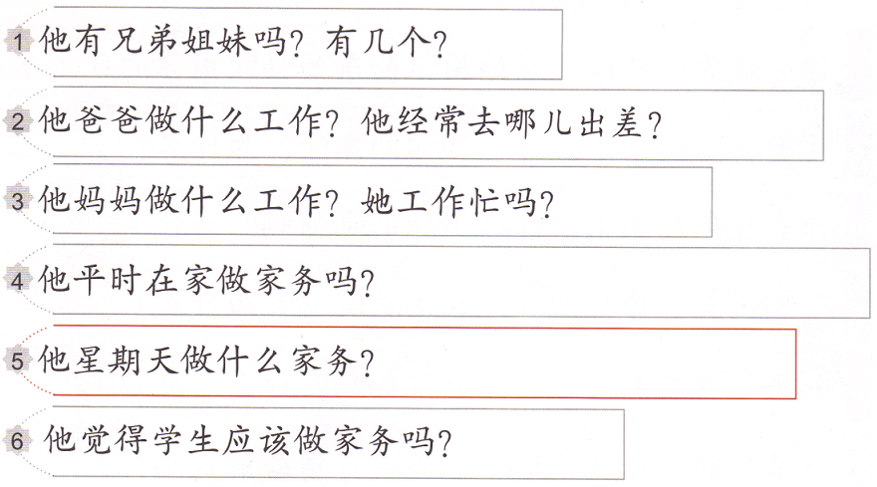 1 他有兄弟姐妹吗？有几个？
2 他爸爸做什么工作？他经常去哪儿出差？
3 他妈妈做什么工作？她工作忙吗？
4 他平时在家做家务吗？
5 他星期天做什么家务？
6 他觉得学生应该做家务吗？